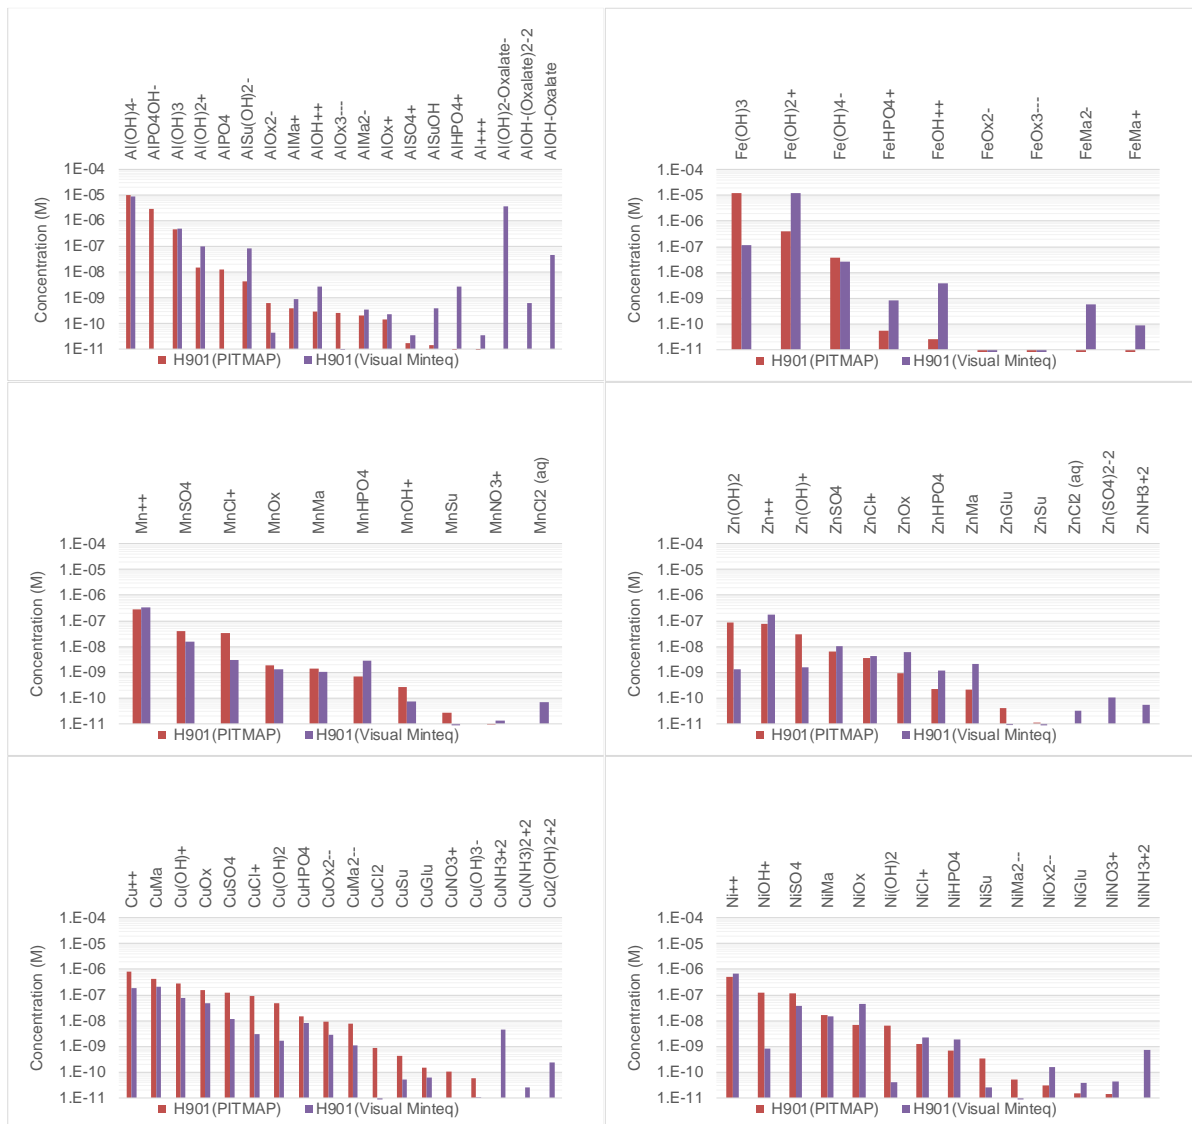 Al(OH)4-
AlPO4OH-
Al(OH)3
Al(OH)2+
AlPO4
AlSu(OH)2-
AlOx2-
AlMa+
AlOH++
AlOx3---
AlMa2-
AlOx+
AlSO4+
AlSuOH
AlHPO4+
Al+++
Al(OH)2-Oxalate-
AlOH-(Oxalate)2-2
AlOH-Oxalate
Concentration (M)
1.E-04
1.E-05
1.E-06
1.E-07
1.E-08
1.E-09
1.E-10
1.E-11
H901(PITMAP) H901(Visual Minteq)
Fe(OH)3
Fe(OH)2+
Fe(OH)4-
FeHPO4+
FeOH++
FeOx2-
FeOx3---
FeMa2-
FeMa+
Concentration (M)
1.E-04
1.E-05
1.E-06
1.E-07
1.E-08
1.E-09
1.E-10
1.E-11
H901(PITMAP) H901(Visual Minteq)
Mn++
MnSO4
MnCl+
MnOx
MnMa
MnHPO4
MnOH+
MnSu
MnNO3+
MnCl2 (aq)
Concentration (M)
1.E-04
1.E-05
1.E-06
1.E-07
1.E-08
1.E-09
1.E-10
1.E-11
H901(PITMAP) H901(Visual Minteq)
Zn(OH)2
Zn++
Zn(OH)+
ZnSO4
ZnCl+
ZnOx
ZnHPO4
ZnMa
ZnGlu
ZnSu
ZnCl2 (aq)
Zn(SO4)2-2
ZnNH3+2
Concentration (M)
1.E-04
1.E-05
1.E-06
1.E-07
1.E-08
1.E-09
1.E-10
1.E-11
H901(PITMAP) H901(Visual Minteq)
Cu++
CuMa
Cu(OH)+
CuOx
CuSO4
CuCl+
Cu(OH)2
CuHPO4
CuOx2--
CuMa2--
CuCl2
CuSu
CuGlu
CuNO3+
Cu(OH)3-
CuNH3+2
Cu(NH3)2+2
Cu2(OH)2+2
Concentration (M)
1.E-04
1.E-05
1.E-06
1.E-07
1.E-08
1.E-09
1.E-10
1.E-11
H901(PITMAP) H901(Visual Minteq)
Ni++
NiOH+
NiSO4
NiMa
NiOx
Ni(OH)2
NiCl+
NiHPO4
NiSu
NiMa2--
NiOx2--
NiGlu
NiNO3+
NiNH3+2
Concentration (M)
1.E-04
1.E-05
1.E-06
1.E-07
1.E-08
1.E-09
1.E-10
1.E-11
H901(PITMAP) H901(Visual Minteq)